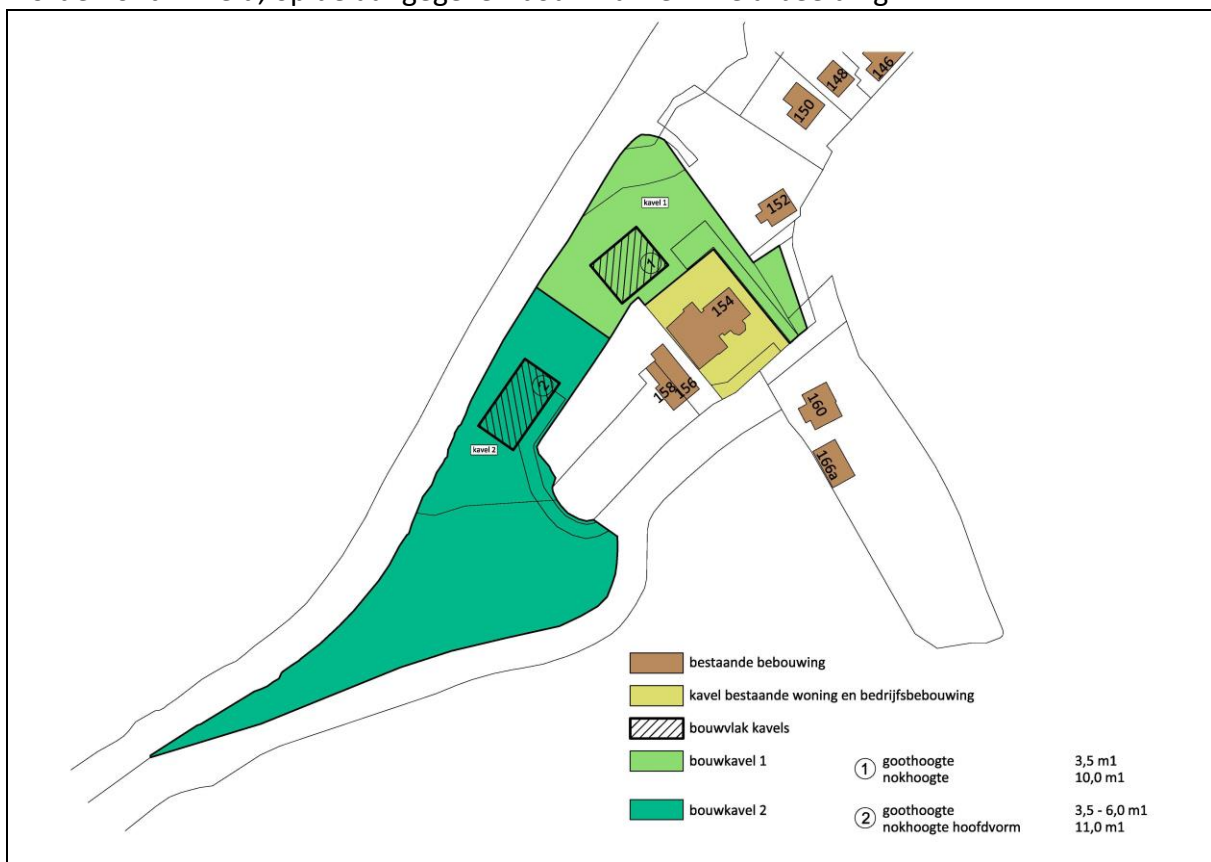 146
148
150
kavel 1
152
1
154
2
158
156
160
kavel 2
166a
bestaande bebouwing
kavel bestaande woning en bedrijfsbebouwing
bouwvlak kavels
bouwkavel 1
1 goothoogte 3,5 m1
nokhoogte 10,0 m1
bouwkavel 2
2 goothoogte 3,5 - 6,0 m1
nokhoogte hoofdvorm 11,0 m1